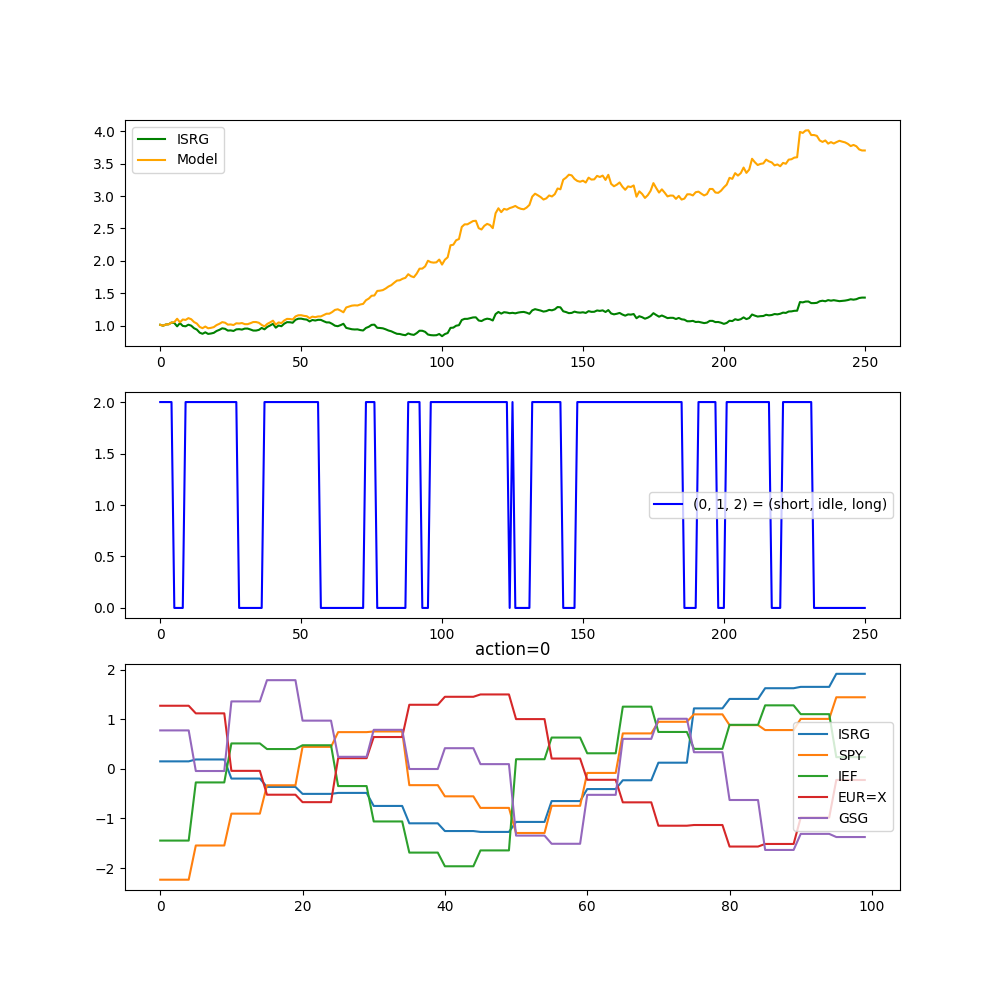 4.0
3.5
3.0
2.5
2.0
1.5
1.0
ISRG
Model
0 50 100 150 200 250
2.0
1.5
1.0
0.5
0.0
(0, 1, 2) = (short, idle, long)
0 50 100 150 200 250
action=0
2
1
0
−1
−2
ISRG
SPY
IEF
EUR=X
GSG
0 20 40 60 80 100